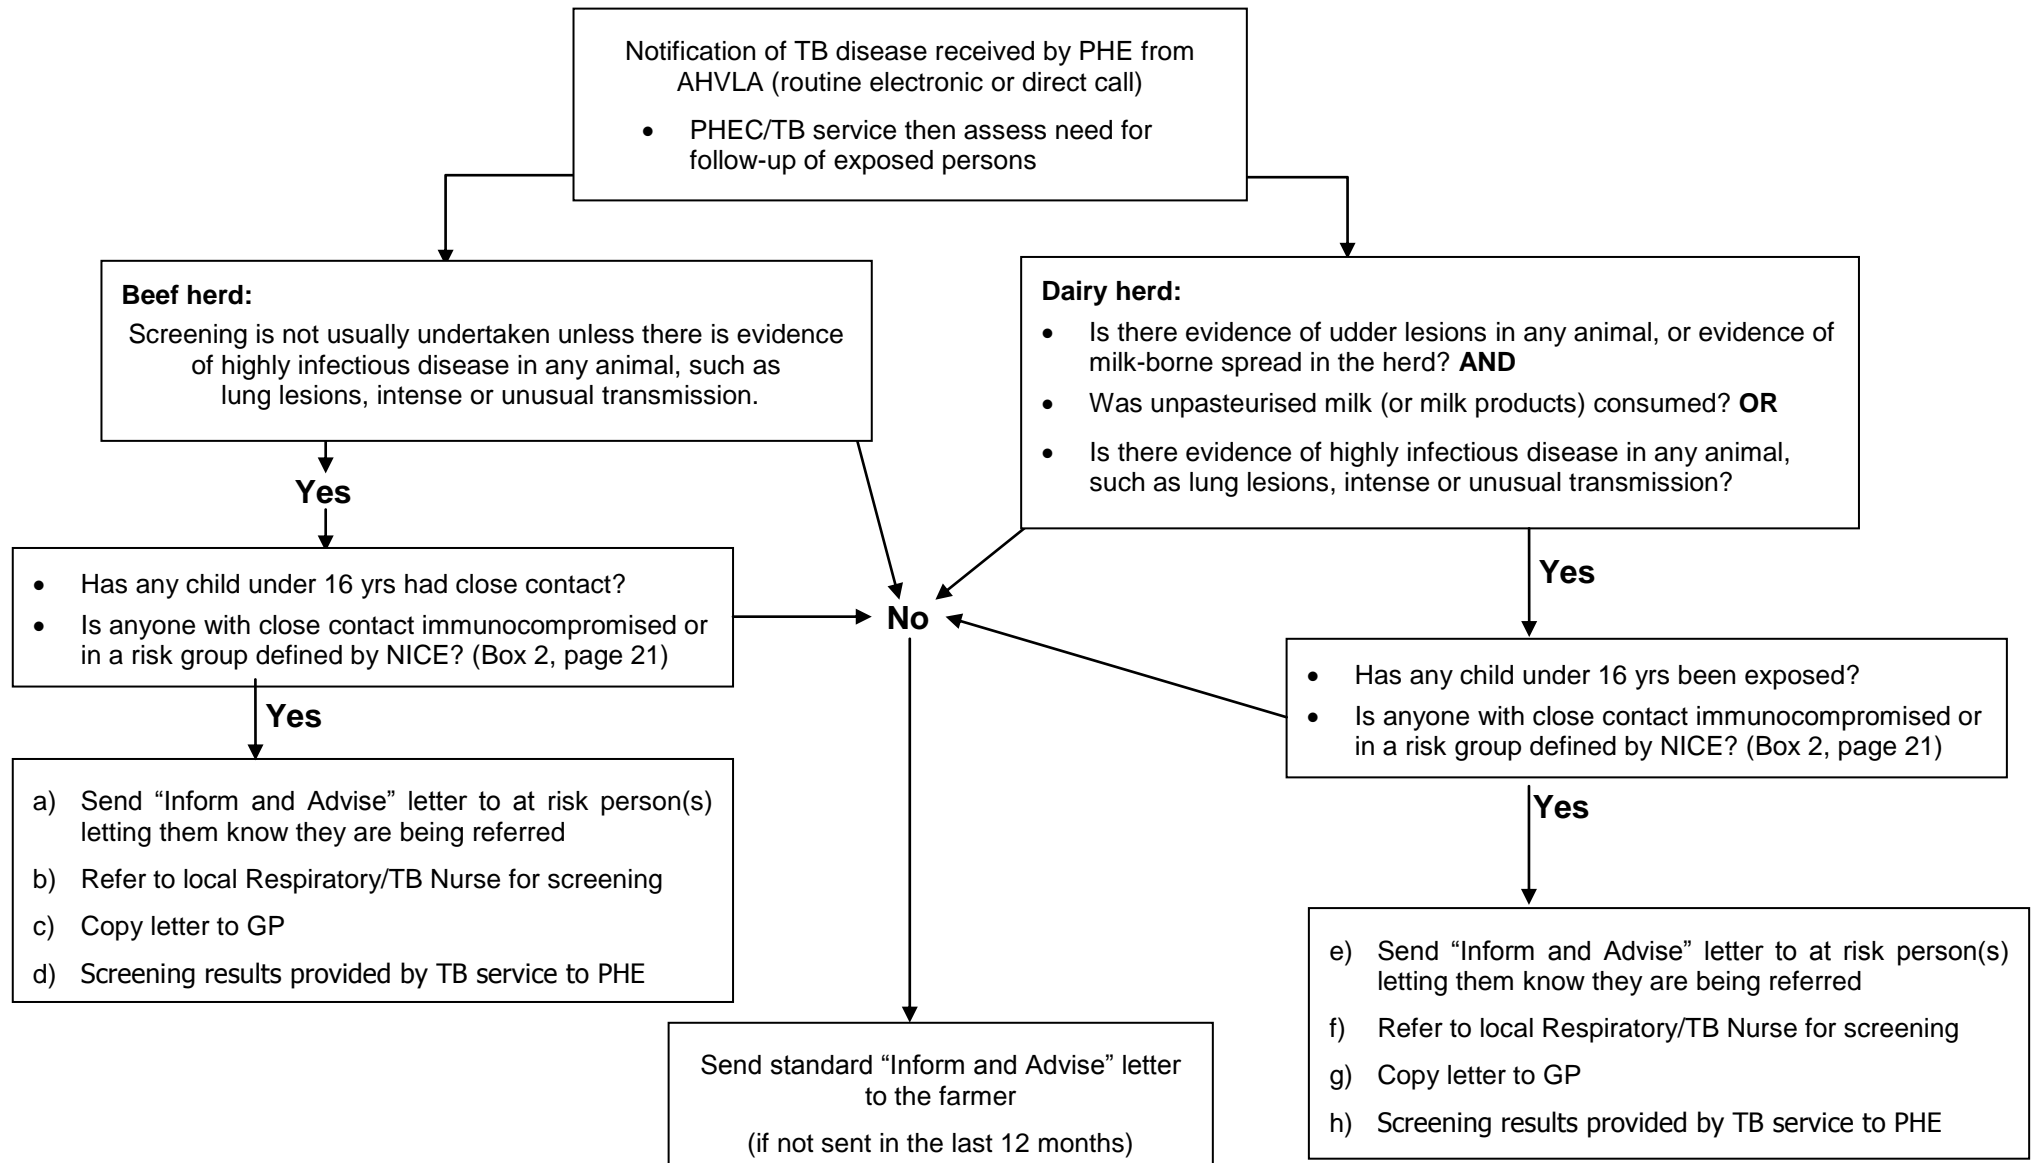 Notification of TB disease received by PHE from
AHVLA (routine electronic or direct call)
• PHEC/TB service then assess need for
follow-up of exposed persons
Beef herd:
Screening is not usually undertaken unless there is evidence
of highly infectious disease in any animal, such as
lung lesions, intense or unusual transmission.
Dairy herd:
• Is there evidence of udder lesions in any animal, or evidence of
milk-borne spread in the herd? AND
• Was unpasteurised milk (or milk products) consumed? OR
• Is there evidence of highly infectious disease in any animal,
such as lung lesions, intense or unusual transmission?
Yes
Yes
• Has any child under 16 yrs had close contact?
• Is anyone with close contact immunocompromised or
in a risk group defined by NICE? (Box 2, page 21)
No
• Has any child under 16 yrs been exposed?
• Is anyone with close contact immunocompromised or
in a risk group defined by NICE? (Box 2, page 21)
Yes
Yes
a) Send “Inform and Advise” letter to at risk person(s)
letting them know they are being referred
b) Refer to local Respiratory/TB Nurse for screening
c) Copy letter to GP
d) Screening results provided by TB service to PHE
e) Send “Inform and Advise” letter to at risk person(s)
letting them know they are being referred
f) Refer to local Respiratory/TB Nurse for screening
g) Copy letter to GP
h) Screening results provided by TB service to PHE
Send standard “Inform and Advise” letter
to the farmer
(if not sent in the last 12 months)